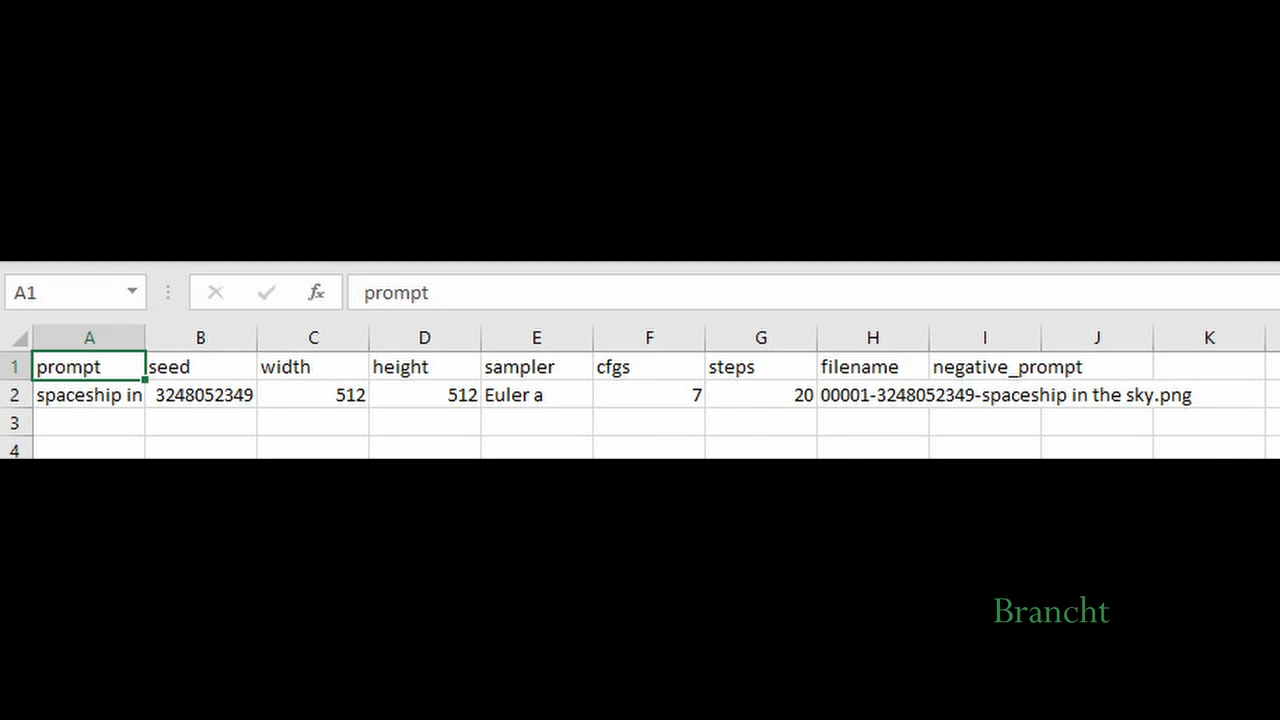 A1 fx prompt
A B C D E F G H I J K
1 prompt seed width height sampler cfgs steps filename negative_prompt
2 spaceship in 3248052349 512 512 Euler a 7 20 00001-3248052349-spaceship in the sky.png
3
4
Brancht